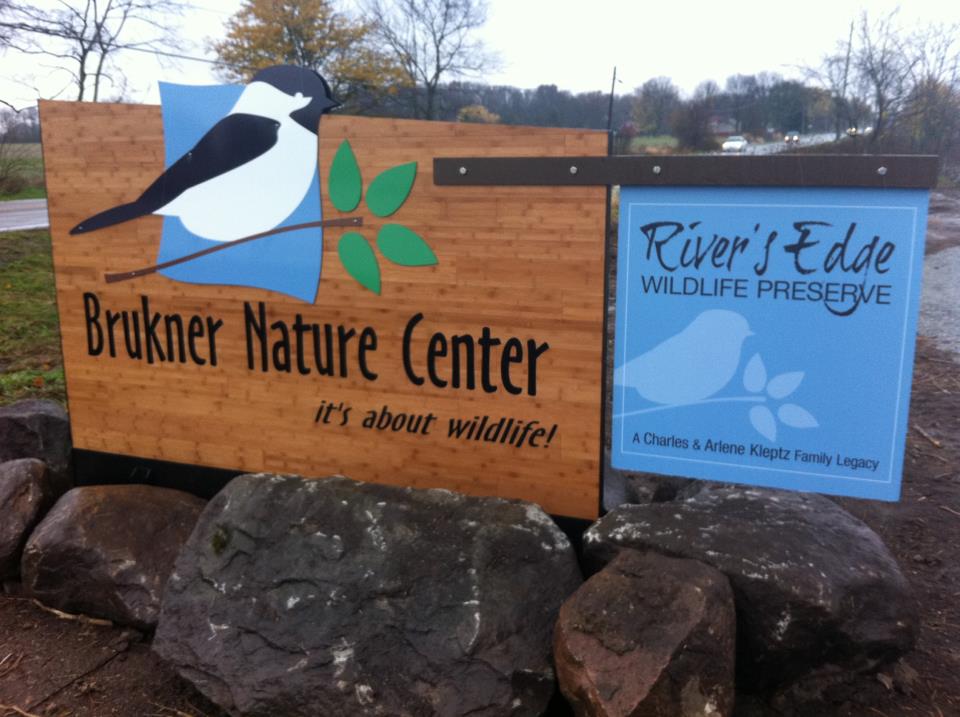 Brukner Nature Center
it's about wildlife!
River's Edge
WILDLIFE PRESERVE
A Charles & Arlene Kleptz Family Legacy